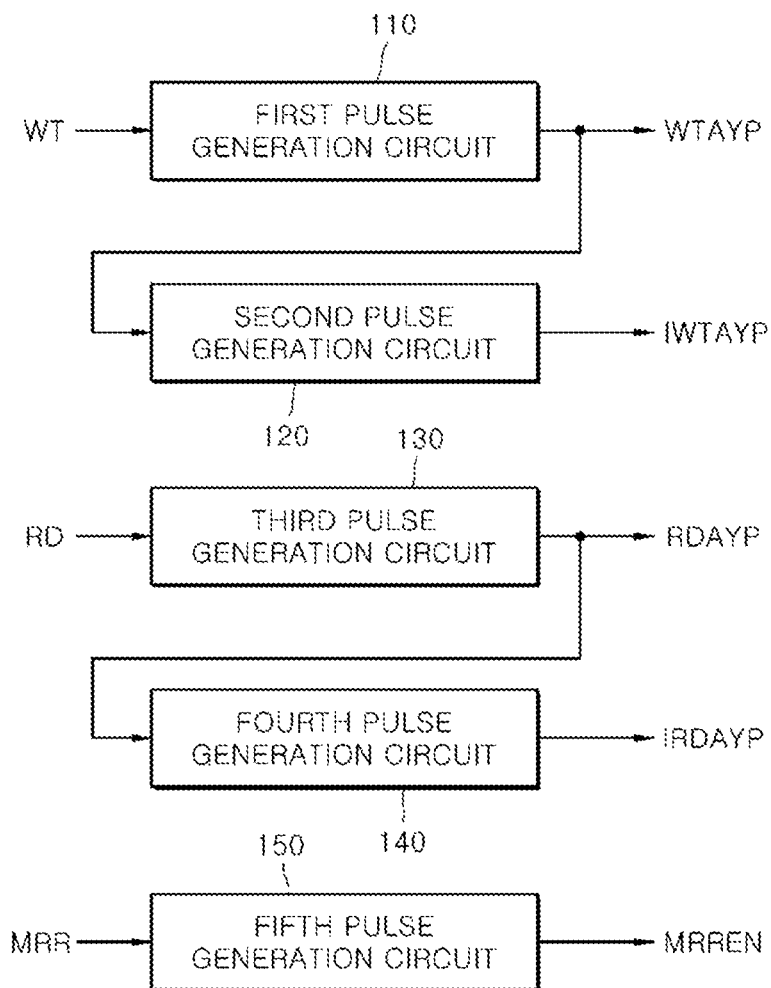 110
FIRST PULSE
WT
WTAYP
GENERATION CIRCUIT
SECOND PULSE
IWTAYP
GENERATION CIRCUIT
120
130
THIRD PULSE
RD
RDAYP
GENERATION CIRCUIT
FOURTH PULSE
IRDAYP
GENERATION CIRCUIT
150
140
FIFTH PULSE
MRR
MRREN
GENERATION CIRCUIT